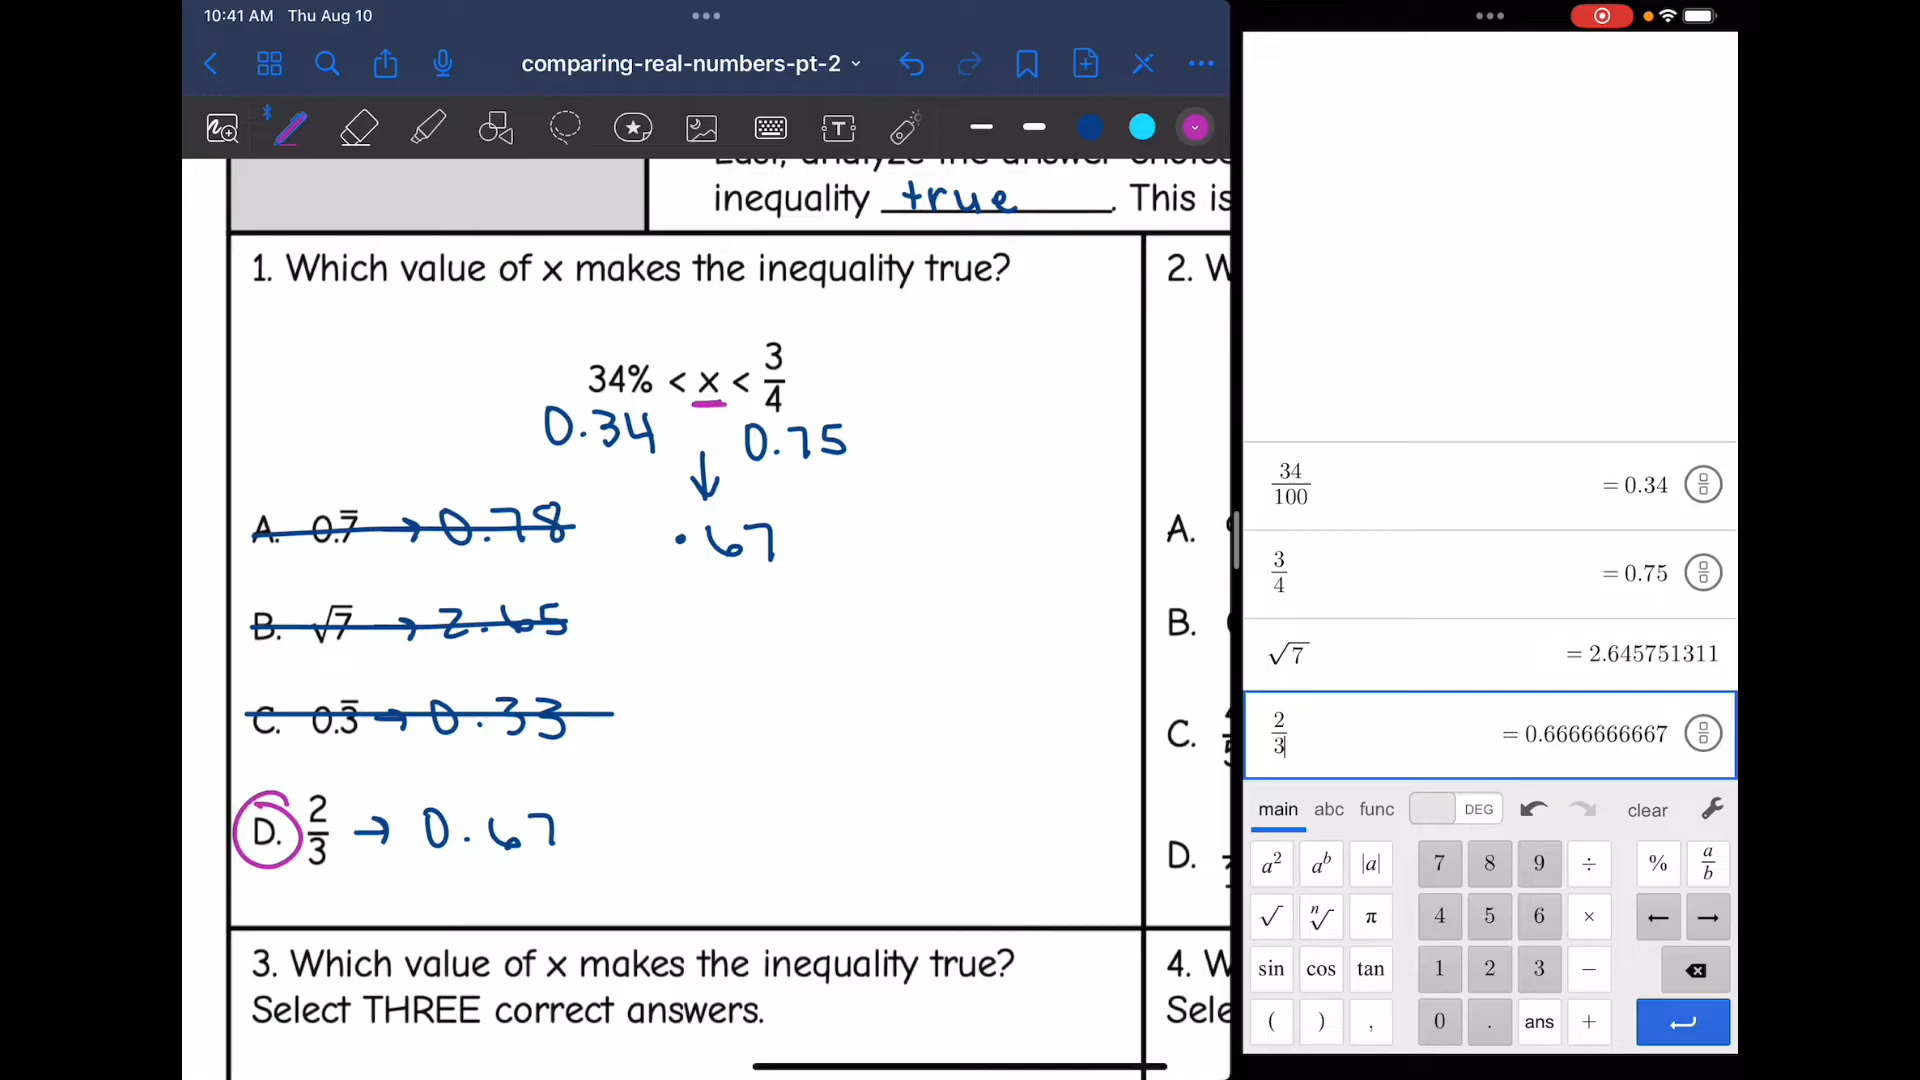 10:41 AM Thu Aug 10
comparing-real-numbers-pt-2
inequality true. This is
1. Which value of x makes the inequality true?
34% < x < 3/4
0.34 0.75
.67
A. 0.7̅ → 0.78
B. √7 → 2.65
C. 0.3̅ → 0.33
D. 2/3 → 0.67
2. W
A.
B.
C.
D.
3. Which value of x makes the inequality true?
Select THREE correct answers.
4. W
Sele
34/100 = 0.34
3/4 = 0.75
√7 = 2.645751311
2/3 = 0.6666666667
main abc func DEG clear
a² aᵇ |a| 7 8 9 ÷ % a/b
√ ⁿ√ π 4 5 6 × ← →
sin cos tan 1 2 3 −
( ) , 0 . ans +